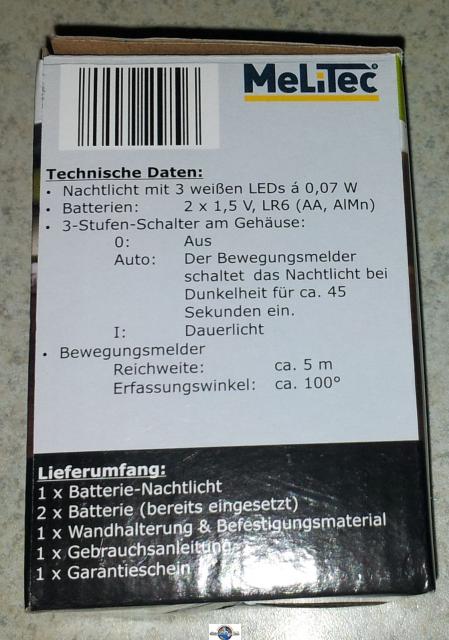 MeLiTec
Technische Daten:
• Nachtlicht mit 3 weißen LEDs á 0,07 W
• Batterien: 2 x 1,5 V, LR6 (AA, AlMn)
• 3-Stufen-Schalter am Gehäuse:
0: Aus
Auto: Der Bewegungsmelder
schaltet das Nachtlicht bei
Dunkelheit für ca. 45
Sekunden ein.
I: Dauerlicht
• Bewegungsmelder
Reichweite: ca. 5 m
Erfassungswinkel: ca. 100°
Lieferumfang:
1 x Batterie-Nachtlicht
2 x Batterie (bereits eingesetzt)
1 x Wandhalterung & Befestigungsmaterial
1 x Gebrauchsanleitung
1 x Garantieschein